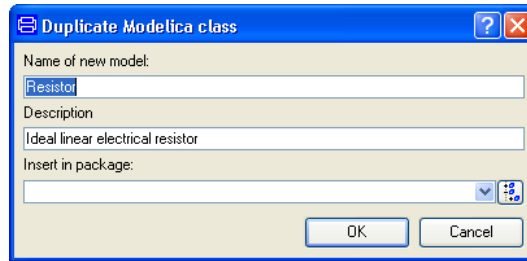 Duplicate Modelica class
Name of new model:
Resistor
Description
Ideal linear electrical resistor
Insert in package:
OK Cancel